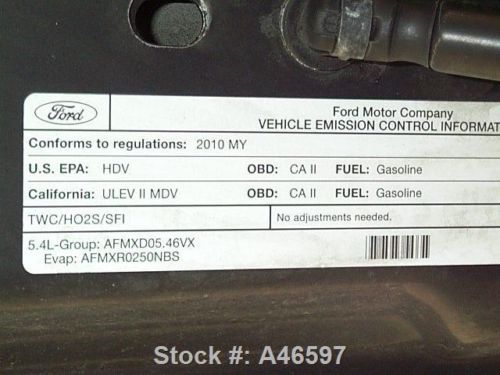 Ford
Ford Motor Company
VEHICLE EMISSION CONTROL INFORMAT
Conforms to regulations: 2010 MY
U.S. EPA: HDV OBD: CA II FUEL: Gasoline
California: ULEV II MDV OBD: CA II FUEL: Gasoline
TWC/HO2S/SFI No adjustments needed.
5.4L-Group: AFMXD05.46VX
Evap: AFMXR0250NBS
Stock #: A46597